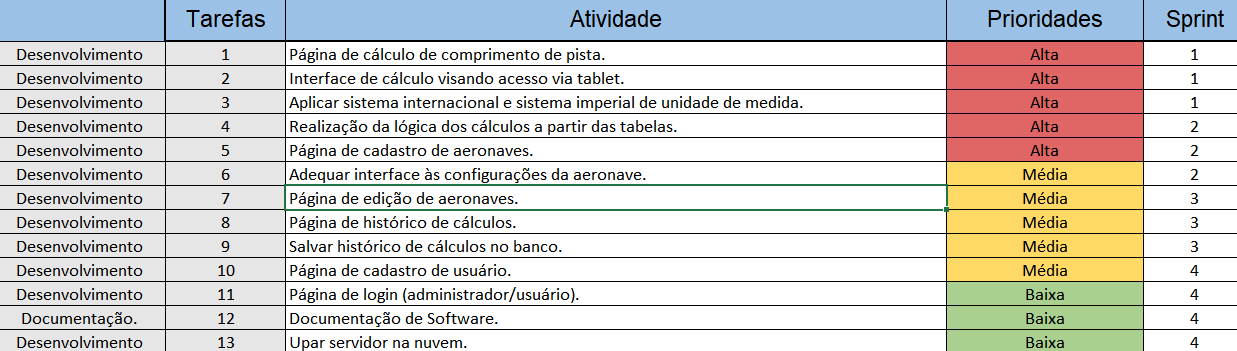 Tarefas Atividade Prioridades Sprint
Desenvolvimento 1 Página de cálculo de comprimento de pista. Alta 1
Desenvolvimento 2 Interface de cálculo visando acesso via tablet. Alta 1
Desenvolvimento 3 Aplicar sistema internacional e sistema imperial de unidade de medida. Alta 1
Desenvolvimento 4 Realização da lógica dos cálculos a partir das tabelas. Alta 2
Desenvolvimento 5 Página de cadastro de aeronaves. Alta 2
Desenvolvimento 6 Adequar interface às configurações da aeronave. Média 2
Desenvolvimento 7 Página de edição de aeronaves. Média 3
Desenvolvimento 8 Página de histórico de cálculos. Média 3
Desenvolvimento 9 Salvar histórico de cálculos no banco. Média 3
Desenvolvimento 10 Página de cadastro de usuário. Média 4
Desenvolvimento 11 Página de login (administrador/usuário). Baixa 4
Documentação. 12 Documentação de Software. Baixa 4
Desenvolvimento 13 Upar servidor na nuvem. Baixa 4